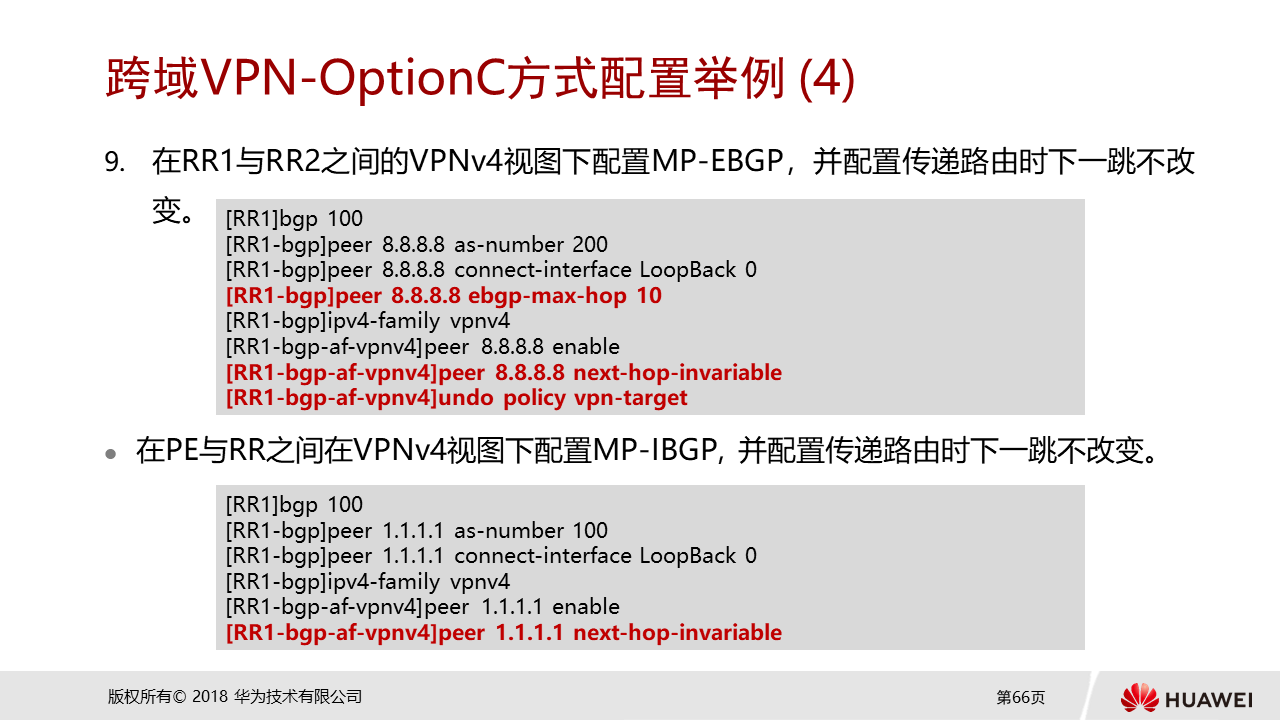 跨域VPN-OptionC方式配置举例 (4)
9. 在RR1与RR2之间的VPNv4视图下配置MP-EBGP，并配置传递路由时下一跳不改
变。
[RR1]bgp 100
[RR1-bgp]peer 8.8.8.8 as-number 200
[RR1-bgp]peer 8.8.8.8 connect-interface LoopBack 0
[RR1-bgp]peer 8.8.8.8 ebgp-max-hop 10
[RR1-bgp]ipv4-family vpnv4
[RR1-bgp-af-vpnv4]peer 8.8.8.8 enable
[RR1-bgp-af-vpnv4]peer 8.8.8.8 next-hop-invariable
[RR1-bgp-af-vpnv4]undo policy vpn-target
● 在PE与RR之间在VPNv4视图下配置MP-IBGP, 并配置传递路由时下一跳不改变。
[RR1]bgp 100
[RR1-bgp]peer 1.1.1.1 as-number 100
[RR1-bgp]peer 1.1.1.1 connect-interface LoopBack 0
[RR1-bgp]ipv4-family vpnv4
[RR1-bgp-af-vpnv4]peer 1.1.1.1 enable
[RR1-bgp-af-vpnv4]peer 1.1.1.1 next-hop-invariable
版权所有© 2018 华为技术有限公司
第66页
HUAWEI